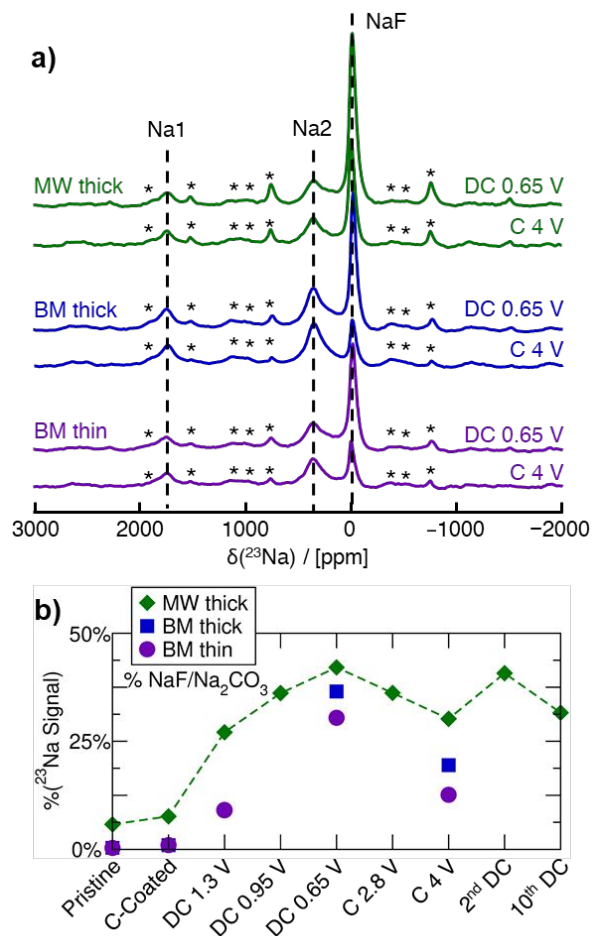 a)
NaF
Na1
Na2
* * * * * * * *
MW thick
DC 0.65 V
C 4 V
* * * * * * * *
BM thick
DC 0.65 V
* * * * * * * *
C 4 V
* * * * * * * *
BM thin
DC 0.65 V
* * * * * * * *
C 4 V
* * * * * * * *
3000 2000 1000 0 −1000 −2000
δ(²³Na) / [ppm]
b)
MW thick
BM thick
BM thin
% NaF/Na₂CO₃
50%
25%
0%
%(²³Na Signal)
Pristine
C-Coated
DC 1.3 V
DC 0.95 V
DC 0.65 V
C 2.8 V
C 4 V
2ⁿᵈ DC
10ᵗʰ DC